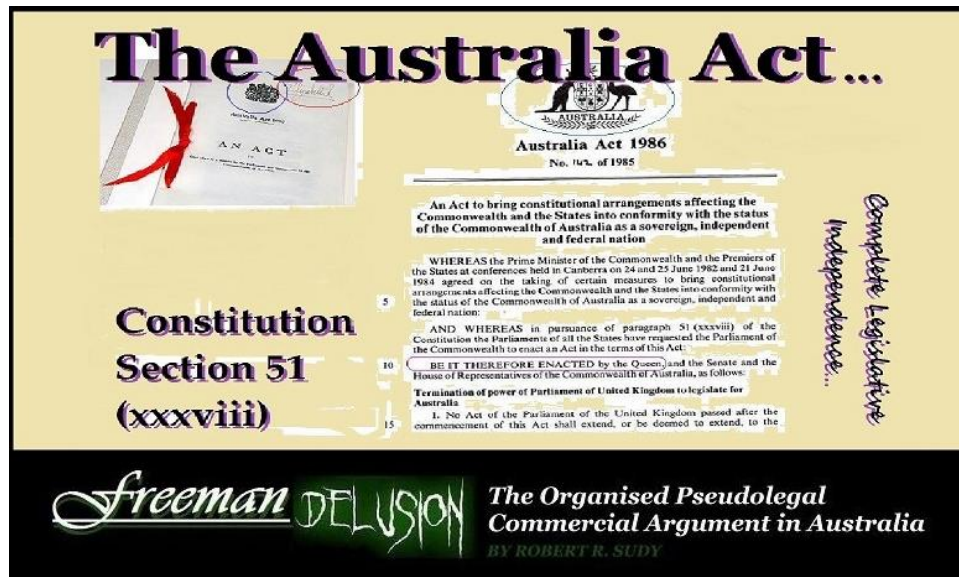 The Australia Act...
AN ACT
AUSTRALIA
Australia Act 1986
No. 142 of 1985
An Act to bring constitutional arrangements affecting the
Commonwealth and the States into conformity with the status
of the Commonwealth of Australia as a sovereign, independent
and federal nation
WHEREAS the Prime Minister of the Commonwealth and the Premiers of
the States at conferences held in Canberra on 24 and 25 June 1982 and 21 June
1984 agreed on the taking of certain measures to bring constitutional
arrangements affecting the Commonwealth and the States into conformity with
5 the status of the Commonwealth of Australia as a sovereign, independent and
federal nation:
AND WHEREAS in pursuance of paragraph 51 (xxxviii) of the
Constitution the Parliaments of all the States have requested the Parliament of
the Commonwealth to enact an Act in the terms of this Act:
10 BE IT THEREFORE ENACTED by the Queen, and the Senate and the
House of Representatives of the Commonwealth of Australia, as follows:
Termination of power of Parliament of United Kingdom to legislate for
Australia
1. No Act of the Parliament of the United Kingdom passed after the
15 commencement of this Act shall extend, or be deemed to extend, to the
Constitution
Section 51
(xxxviii)
Complete Legislative
Independence...
Freeman DELUSION
The Organised Pseudolegal
Commercial Argument in Australia
BY ROBERT R. SUDY